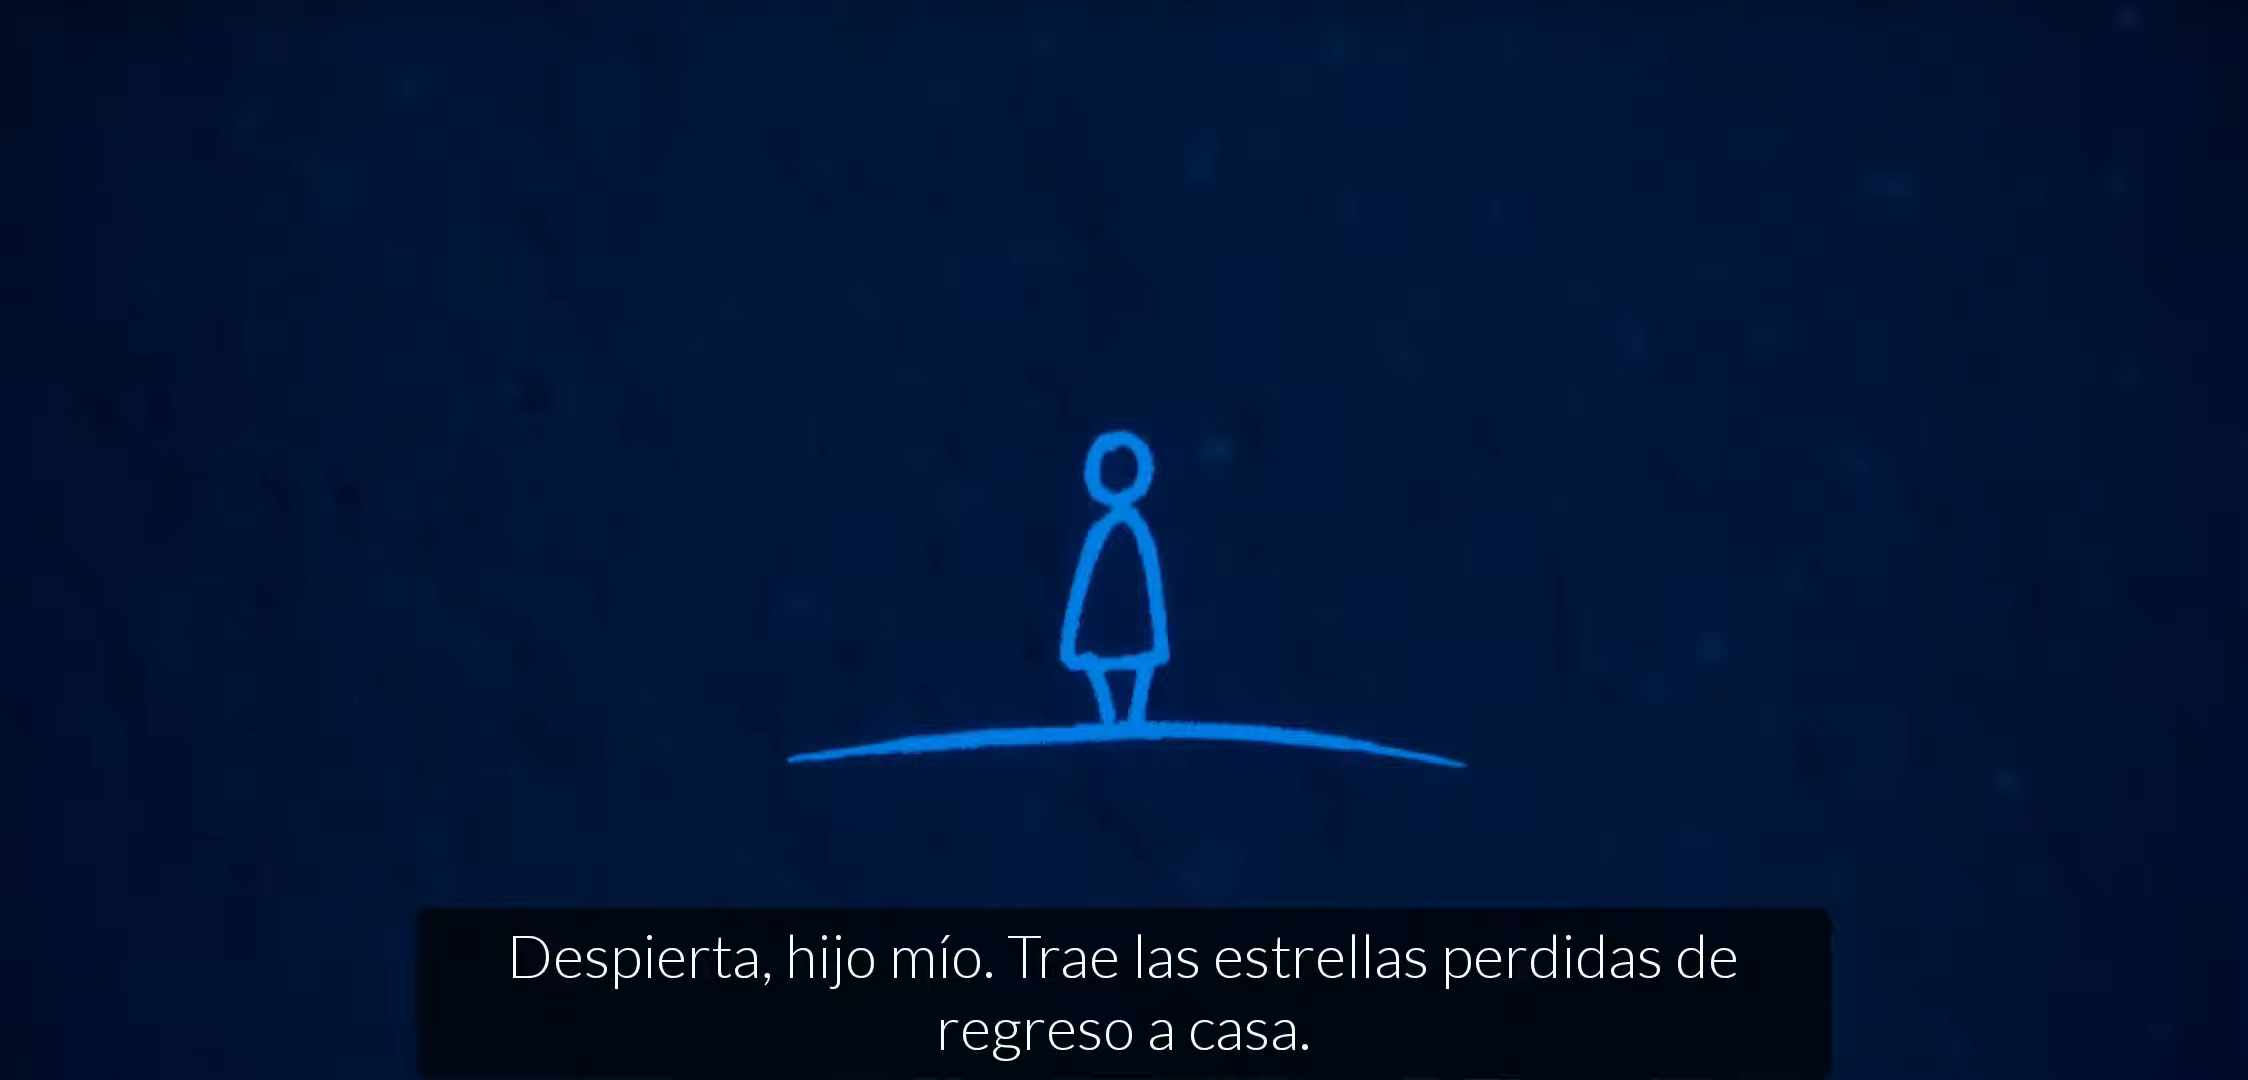 Despierta, hijo mío. Trae las estrellas perdidas de
regreso a casa.